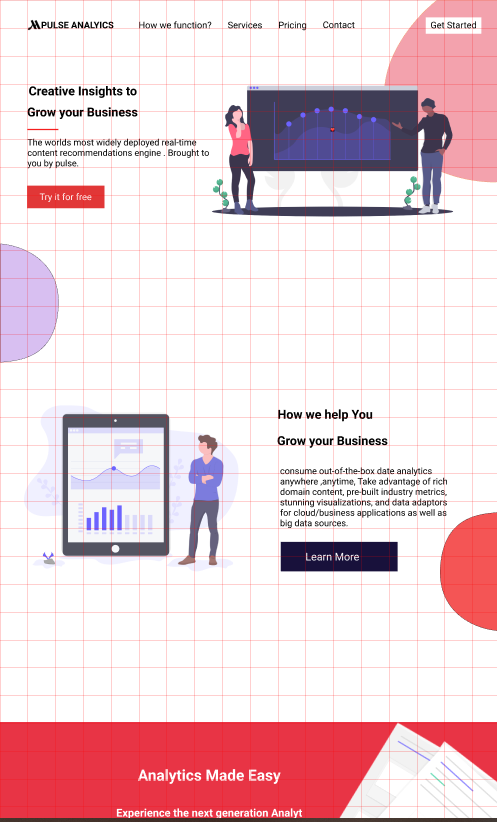 PULSE ANALYICS How we function? Services Pricing Contact Get Started
Creative Insights to
Grow your Business
The worlds most widely deployed real-time
content recommendations engine . Brought to
you by pulse.
Try it for free
How we help You
Grow your Business
consume out-of-the-box date analytics
anywhere ,anytime, Take advantage of rich
domain content, pre-built industry metrics,
stunning visualizations, and data adaptors
for cloud/business applications as well as
big data sources.
Learn More
Analytics Made Easy
Experience the next generation Analyt